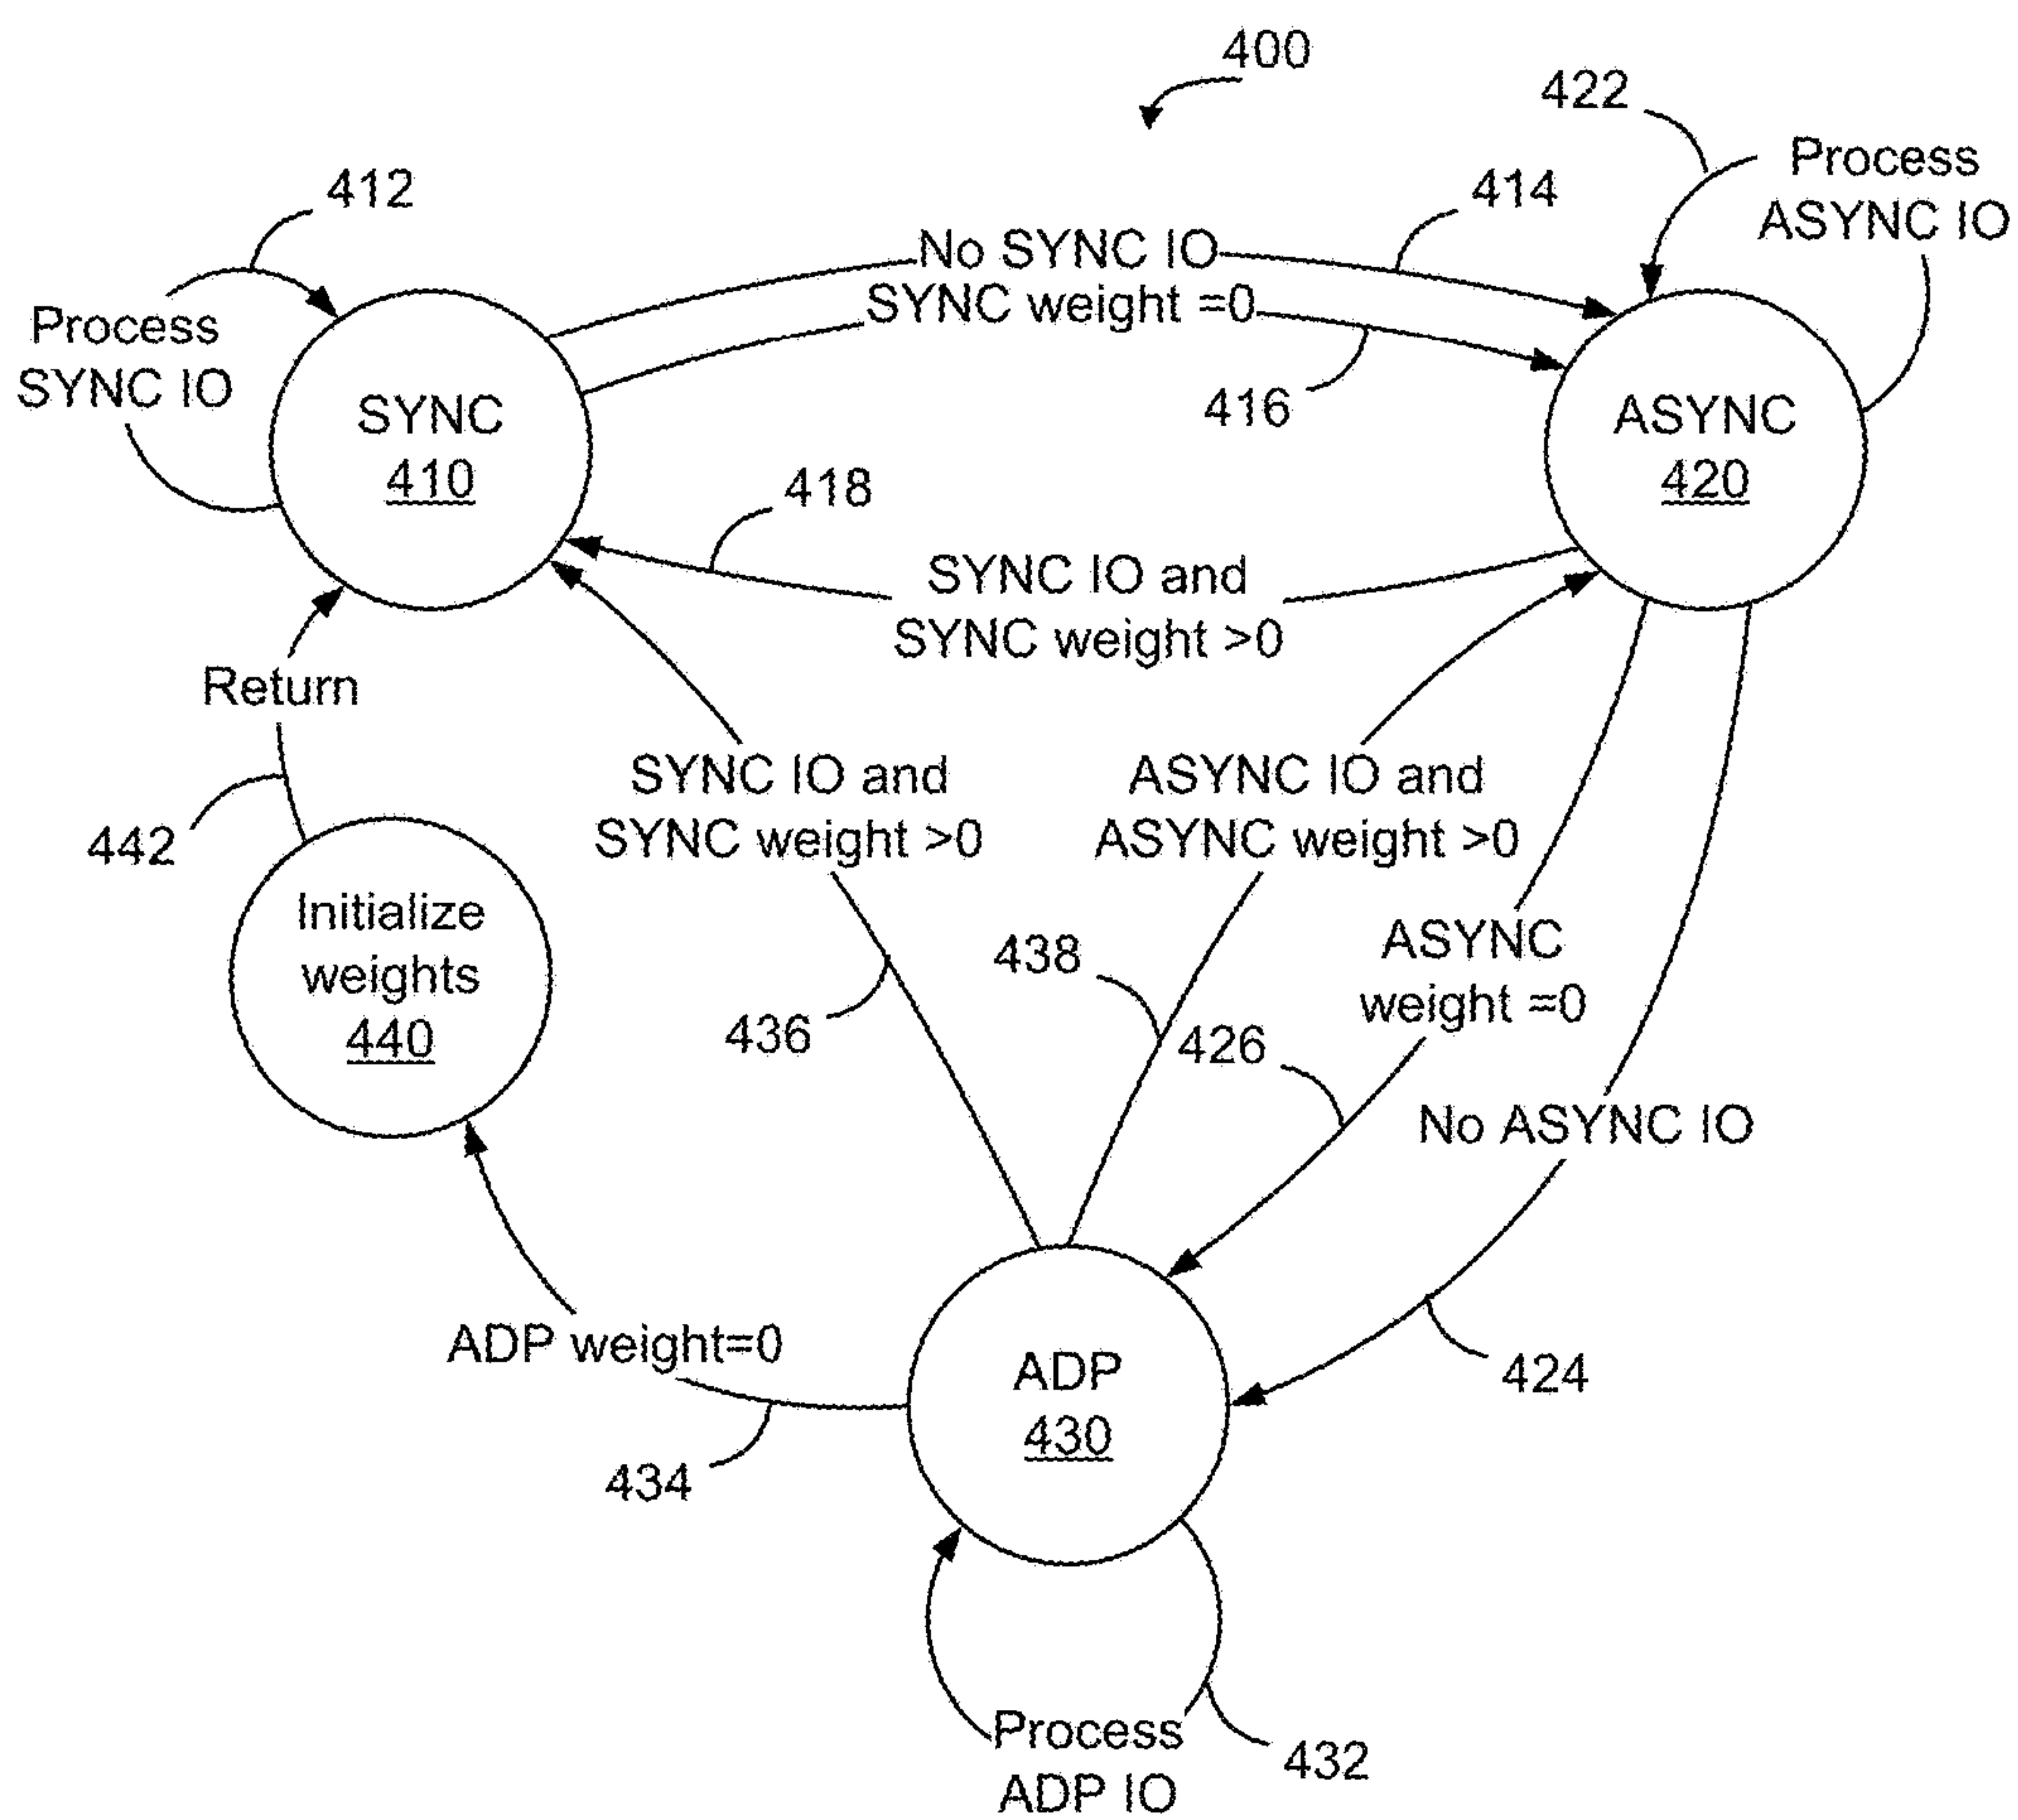 400
422
Process
ASYNC IO
412
414
No SYNC IO
SYNC weight =0
416
Process
SYNC IO
SYNC
410
ASYNC
420
418
SYNC IO and
SYNC weight >0
Return
442
SYNC IO and
SYNC weight >0
ASYNC IO and
ASYNC weight >0
Initialize
weights
440
436
438
426
ASYNC
weight =0
No ASYNC IO
ADP weight=0
434
ADP
430
424
Process
ADP IO
432